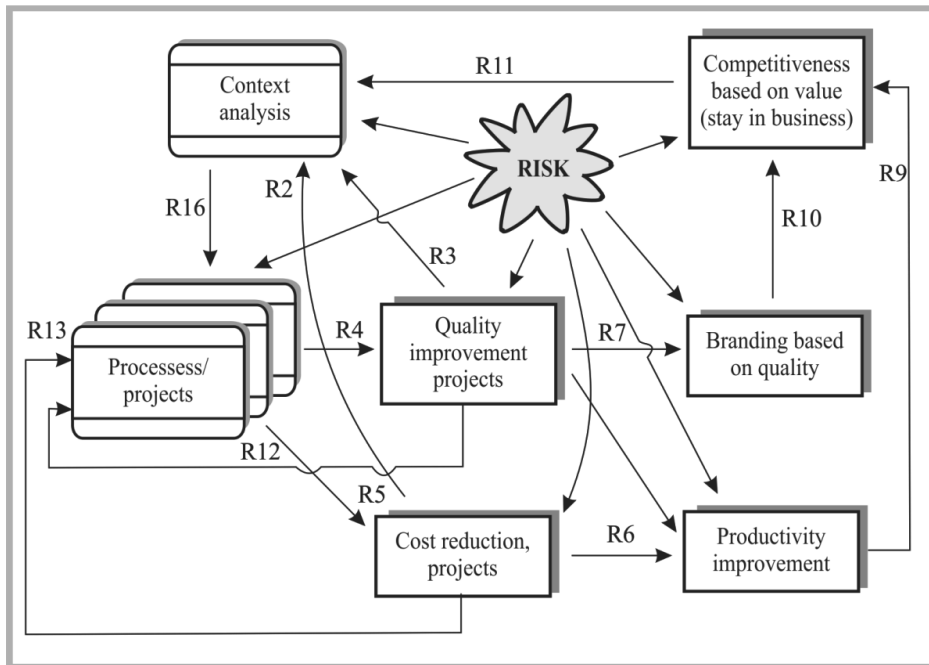 R11
Context
analysis
Competitiveness
based on value
(stay in business)
RISK
R2
R9
R16
R10
R3
R13
R4
Quality
improvement
projects
R7
Branding based
on quality
Processess/
projects
R12
R5
Cost reduction,
projects
R6
Productivity
improvement